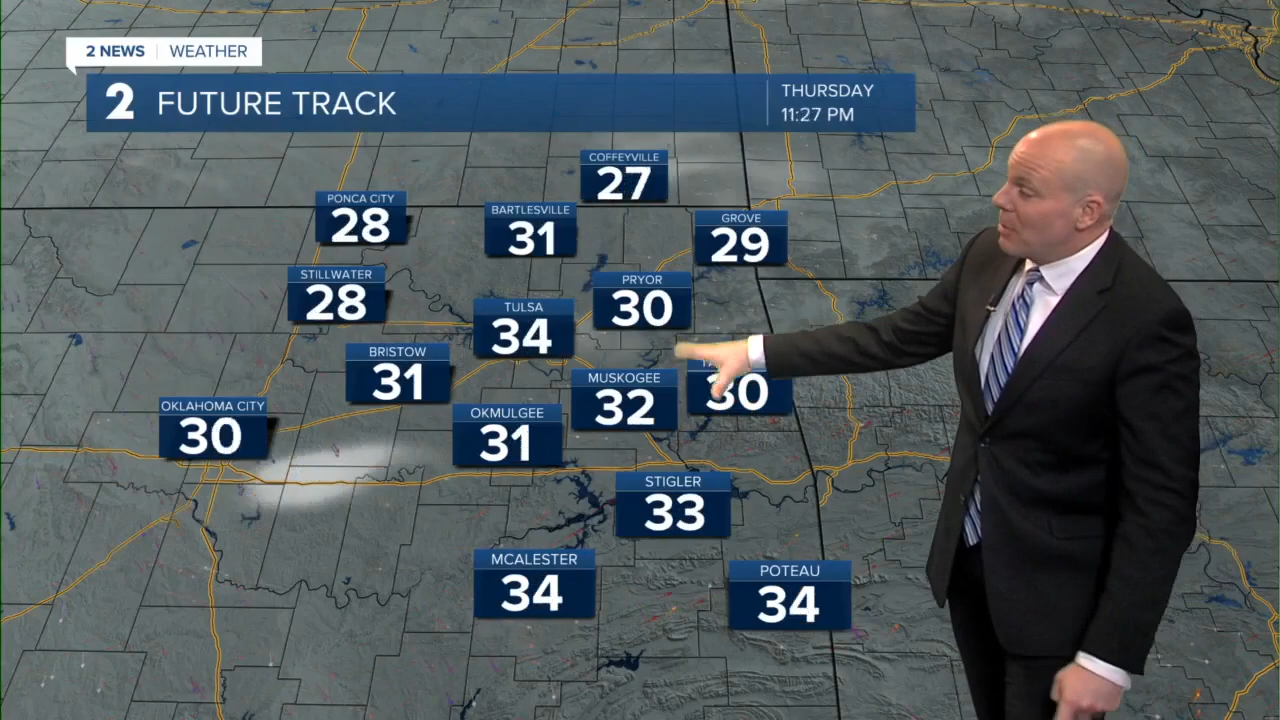 2 NEWS | WEATHER
2 FUTURE TRACK
THURSDAY
11:27 PM
COFFEYVILLE
27
PONCA CITY
28
BARTLESVILLE
31
GROVE
29
STILLWATER
28
PRYOR
30
TULSA
34
BRISTOW
31
MUSKOGEE
32
30
OKLAHOMA CITY
30
OKMULGEE
31
STIGLER
33
MCALESTER
34
POTEAU
34